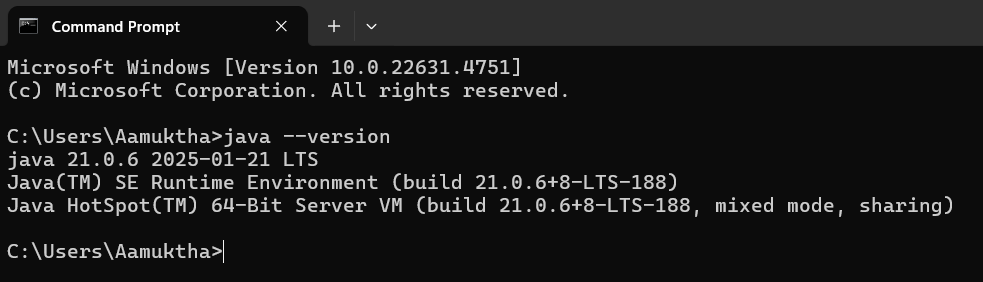 Command Prompt
Microsoft Windows [Version 10.0.22631.4751]
(c) Microsoft Corporation. All rights reserved.
C:\Users\Aamuktha>java --version
java 21.0.6 2025-01-21 LTS
Java(TM) SE Runtime Environment (build 21.0.6+8-LTS-188)
Java HotSpot(TM) 64-Bit Server VM (build 21.0.6+8-LTS-188, mixed mode, sharing)
C:\Users\Aamuktha>